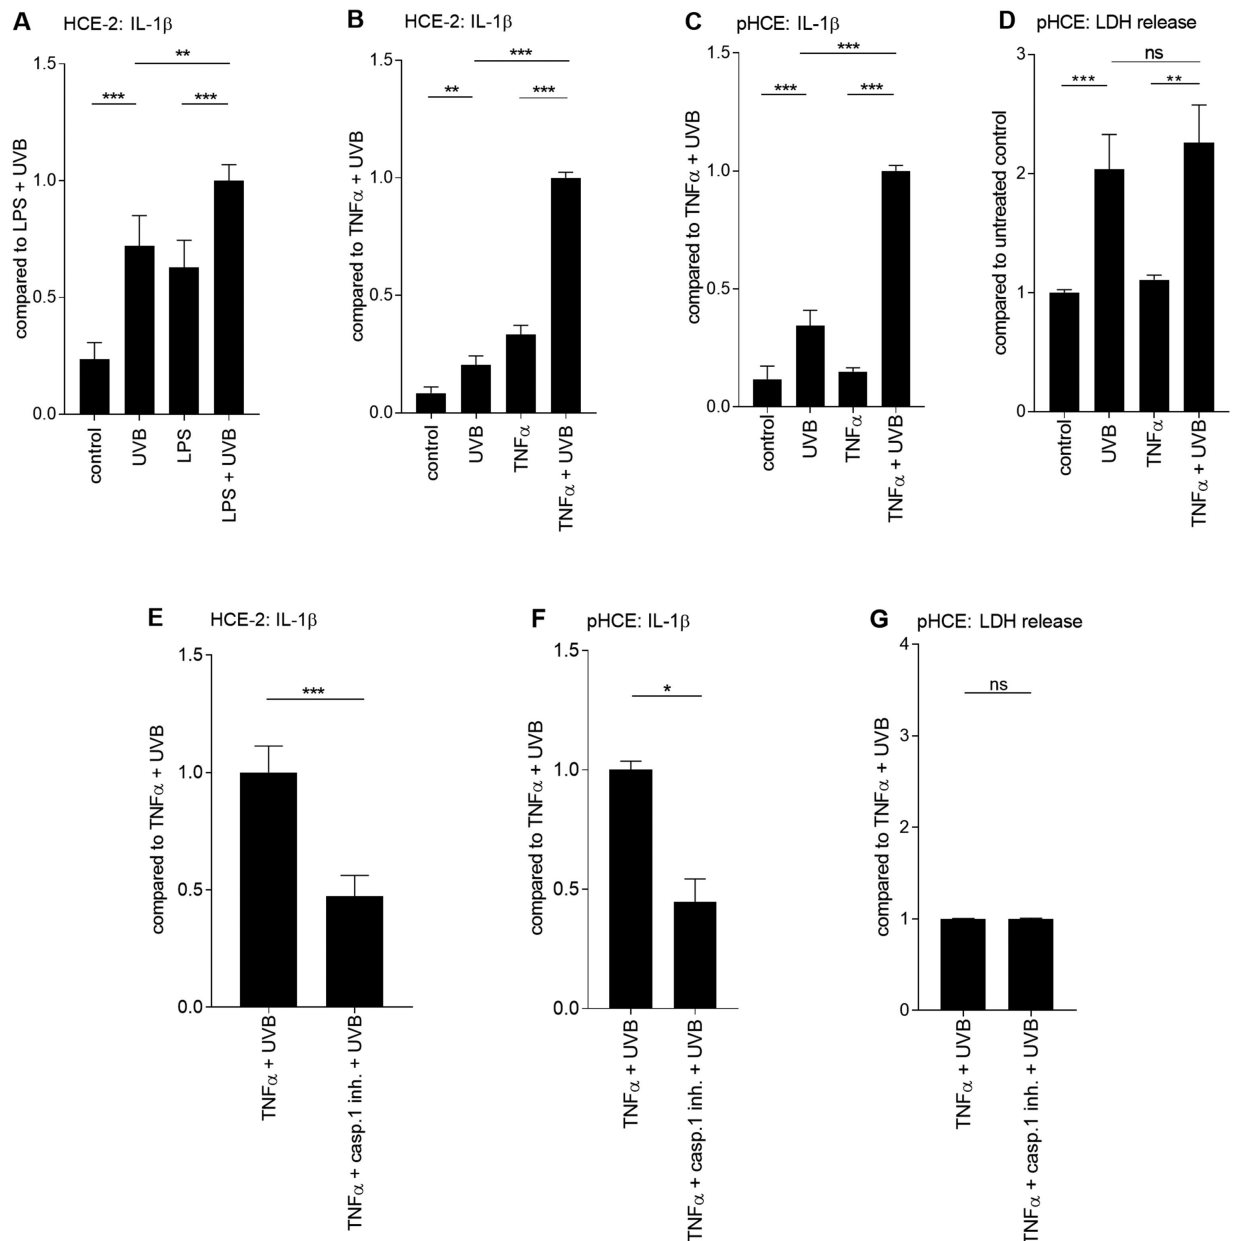 A HCE-2: IL-1β
compared to LPS + UVB
1.5
1.0
0.5
0.0
**
*** ***
control
UVB
LPS
LPS + UVB
B HCE-2: IL-1β
compared to TNFα + UVB
1.5
1.0
0.5
0.0
***
** ***
control
UVB
TNFα
TNFα + UVB
C pHCE: IL-1β
compared to TNFα + UVB
1.5
1.0
0.5
0.0
***
*** ***
control
UVB
TNFα
TNFα + UVB
D pHCE: LDH release
compared to untreated control
3
2
1
0
ns
*** **
control
UVB
TNFα
TNFα + UVB
E HCE-2: IL-1β
compared to TNFα + UVB
1.5
1.0
0.5
0.0
***
TNFα + UVB
TNFα + casp.1 inh. + UVB
F pHCE: IL-1β
compared to TNFα + UVB
1.5
1.0
0.5
0.0
*
TNFα + UVB
TNFα + casp.1 inh. + UVB
G pHCE: LDH release
compared to TNFα + UVB
4
3
2
1
0
ns
TNFα + UVB
TNFα + casp.1 inh. + UVB